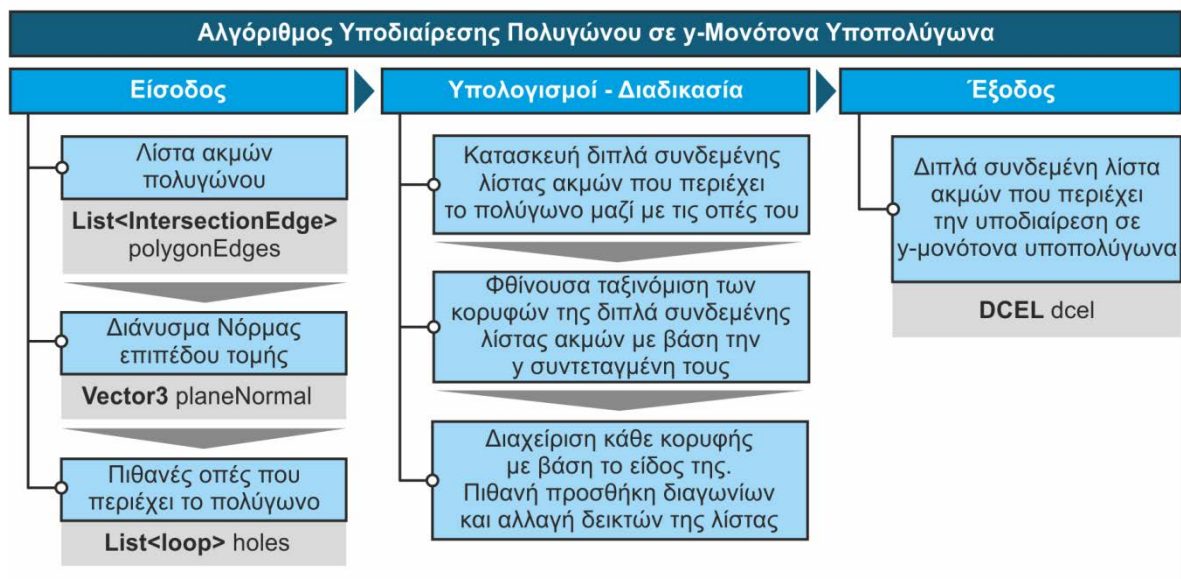 Αλγόριθμος Υποδιαίρεσης Πολυγώνου σε y-Μονότονα Υποπολύγωνα
Είσοδος
Λίστα ακμών
πολυγώνου
List<IntersectionEdge>
polygonEdges
Διάνυσμα Νόρμας
επιπέδου τομής
Vector3 planeNormal
Πιθανές οπές που
περιέχει το πολύγωνο
List<loop> holes
Υπολογισμοί - Διαδικασία
Κατασκευή διπλά συνδεμένης
λίστας ακμών που περιέχει
το πολύγωνο μαζί με τις οπές του
Φθίνουσα ταξινόμιση των
κορυφών της διπλά συνδεμένης
λίστας ακμών με βάση την
y συντεταγμένη τους
Διαχείριση κάθε κορυφής
με βάση το είδος της.
Πιθανή προσθήκη διαγωνίων
και αλλαγή δεικτών της λίστας
Έξοδος
Διπλά συνδεμένη λίστα
ακμών που περιέχει
την υποδιαίρεση σε
y-μονότονα υποπολύγωνα
DCEL dcel